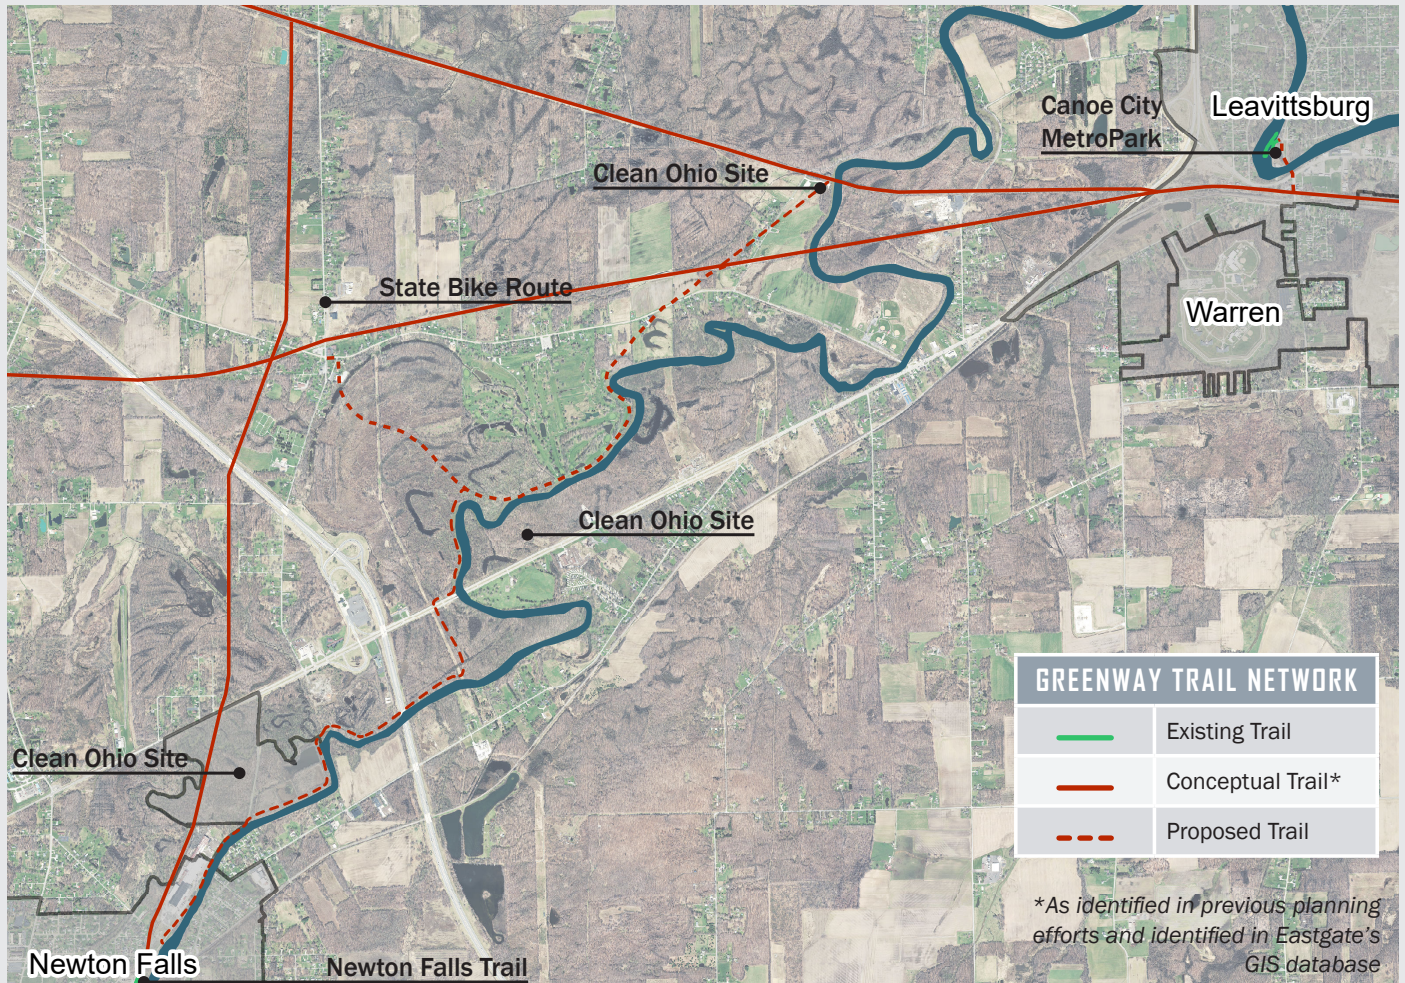 Canoe City
MetroPark
Leavittsburg
Clean Ohio Site
State Bike Route
Warren
Clean Ohio Site
Clean Ohio Site
Newton Falls
Newton Falls Trail
GREENWAY TRAIL NETWORK
Existing Trail
Conceptual Trail*
Proposed Trail
*As identified in previous planning
efforts and identified in Eastgate's
GIS database